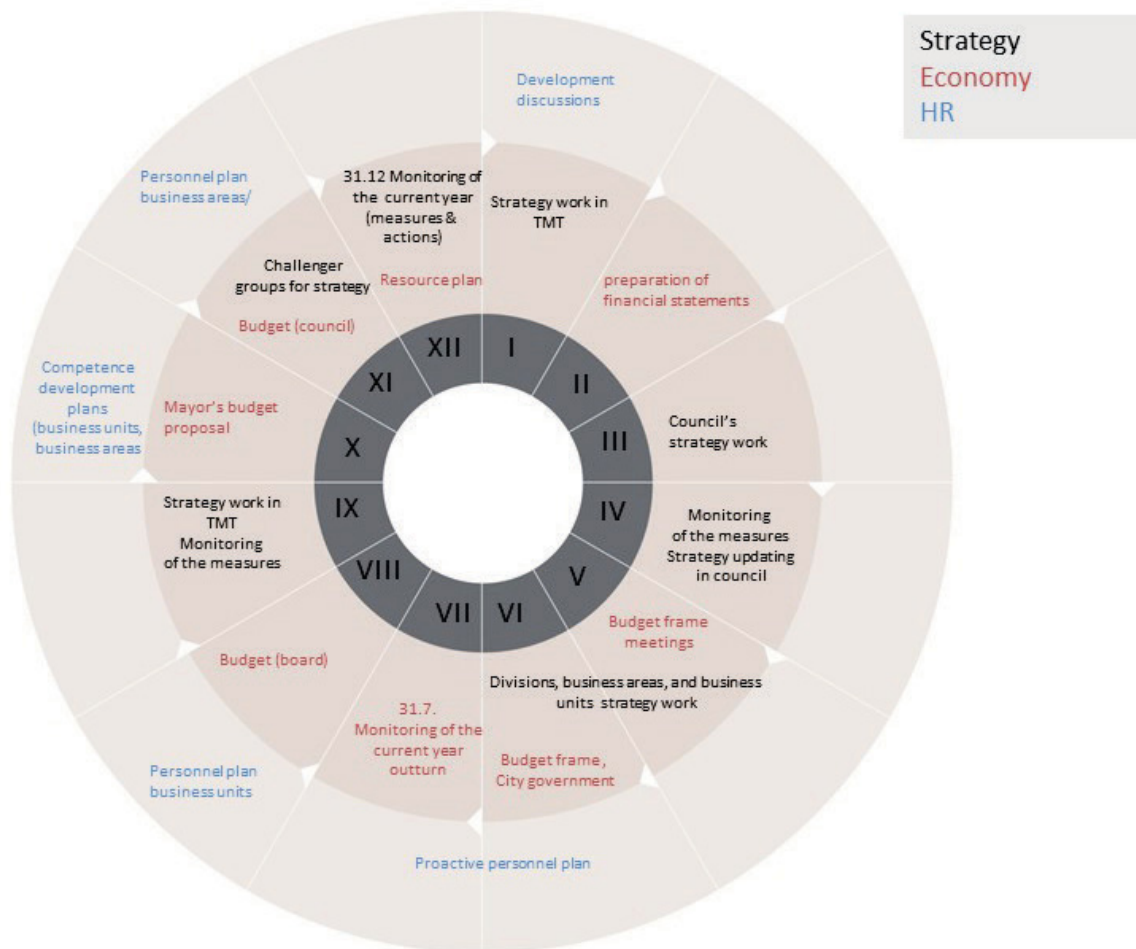 Strategy
Economy
HR
Development
discussions
Personnel plan
business areas/
31.12 Monitoring of
the current year
(measures &
actions)
Strategy work in
TMT
Challenger
groups for strategy
Resource plan
preparation of
financial statements
Budget (council)
XII
I
XI
II
Competence
development
plans
(business units,
business areas
Mayor's budget
proposal
X
III
Council's
strategy work
Strategy work in
TMT
Monitoring
of the measures
IX
IV
Monitoring
of the measures
Strategy updating
in council
VIII
V
VII
VI
Budget frame
meetings
Budget (board)
Divisions, business areas, and business
units strategy work
31.7.
Monitoring of the
current year
outturn
Budget frame,
City government
Personnel plan
business units
Proactive personnel plan